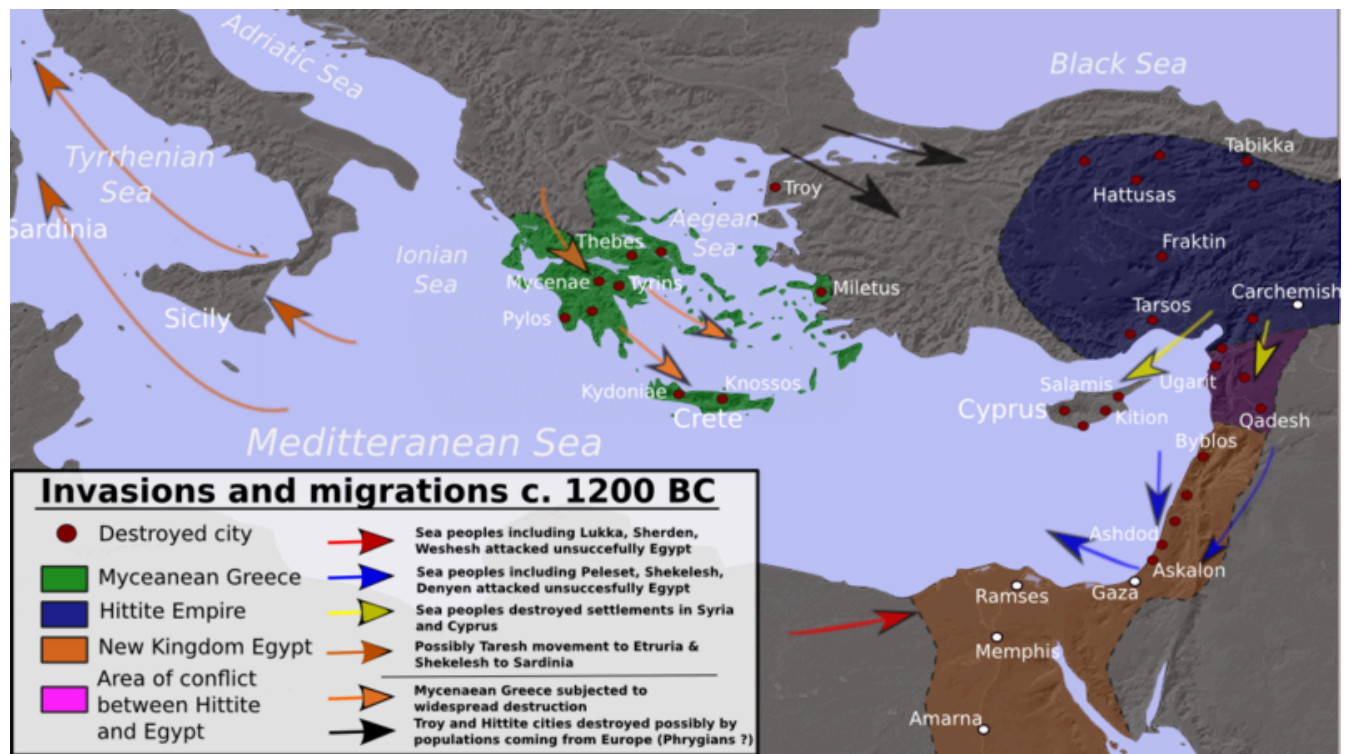 Adriatic Sea
Black Sea
Tyrrhenian
Sea
Tabikka
Troy
Hattusas
Aegean
Sea
Sardinia
Ionian
Sea
Thebes
Fraktin
Mycenae
Tyrins
Miletus
Carchemish
Sicily
Pylos
Tarsos
Kydoniae
Knossos
Salamis
Ugarit
Crete
Cyprus
Kition
Qadesh
Meditteranean Sea
Byblos
Ashdod
Askalon
Ramses
Gaza
Memphis
Amarna
Invasions and migrations c. 1200 BC
Destroyed city
Myceanean Greece
Hittite Empire
New Kingdom Egypt
Area of conflict
between Hittite
and Egypt
Sea peoples including Lukka, Sherden,
Weshesh attacked unsuccefully Egypt
Sea peoples including Peleset, Shekelesh,
Denyen attacked unsuccesfully Egypt
Sea peoples destroyed settlements in Syria
and Cyprus
Possibly Taresh movement to Etruria &
Shekelesh to Sardinia
Mycenaean Greece subjected to
widespread destruction
Troy and Hittite cities destroyed possibly by
populations coming from Europe (Phrygians ?)